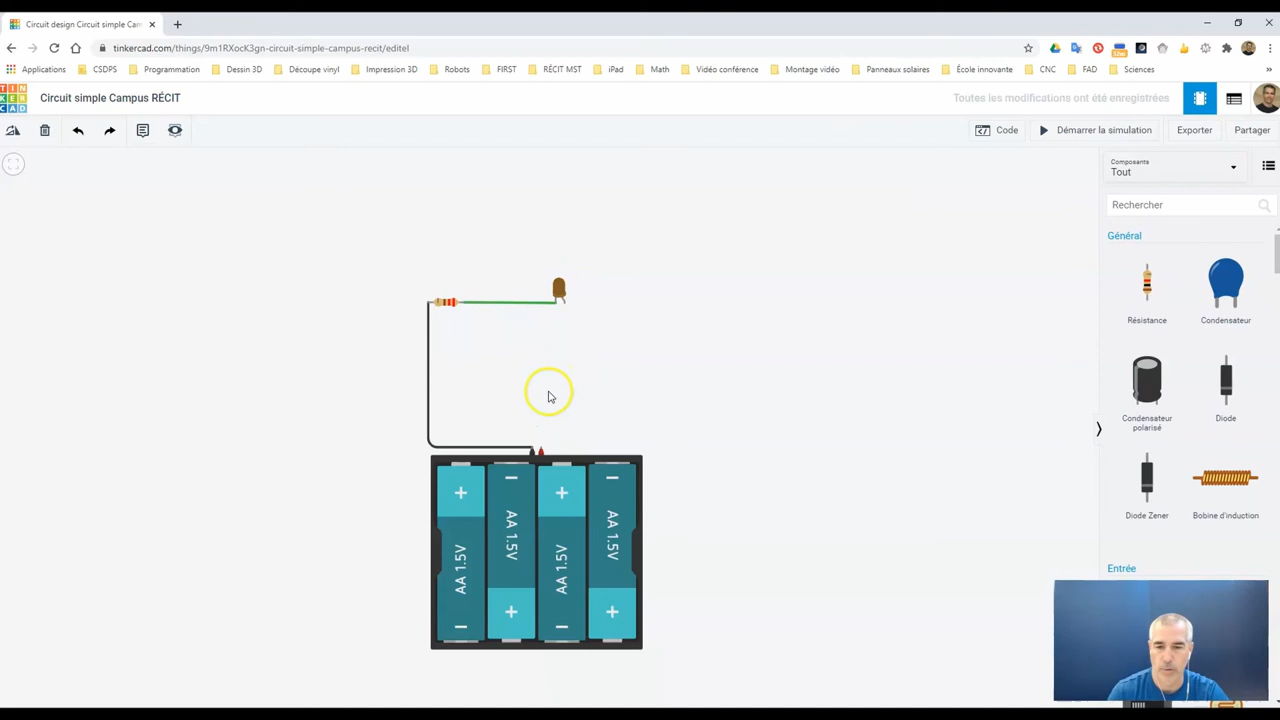 Circuit design Circuit simple Cam
tinkercad.com/things/9m1RXocK3gn-circuit-simple-campus-recit/editel
Applications CSDPS Programmation Dessin 3D Découpe vinyl Impression 3D Robots FIRST RÉCIT MST iPad Math Vidéo conférence Montage vidéo Panneaux solaires École innovante CNC FAD Sciences
TINKERCAD
Circuit simple Campus RÉCIT
Toutes les modifications ont été enregistrées
Code
Démarrer la simulation
Exporter
Partager
Composants
Tout
Rechercher
Général
Résistance
Condensateur
Condensateur polarisé
Diode
Diode Zener
Bobine d'induction
Entrée
+ − + −
AA 1.5V AA 1.5V AA 1.5V AA 1.5V
− + − +